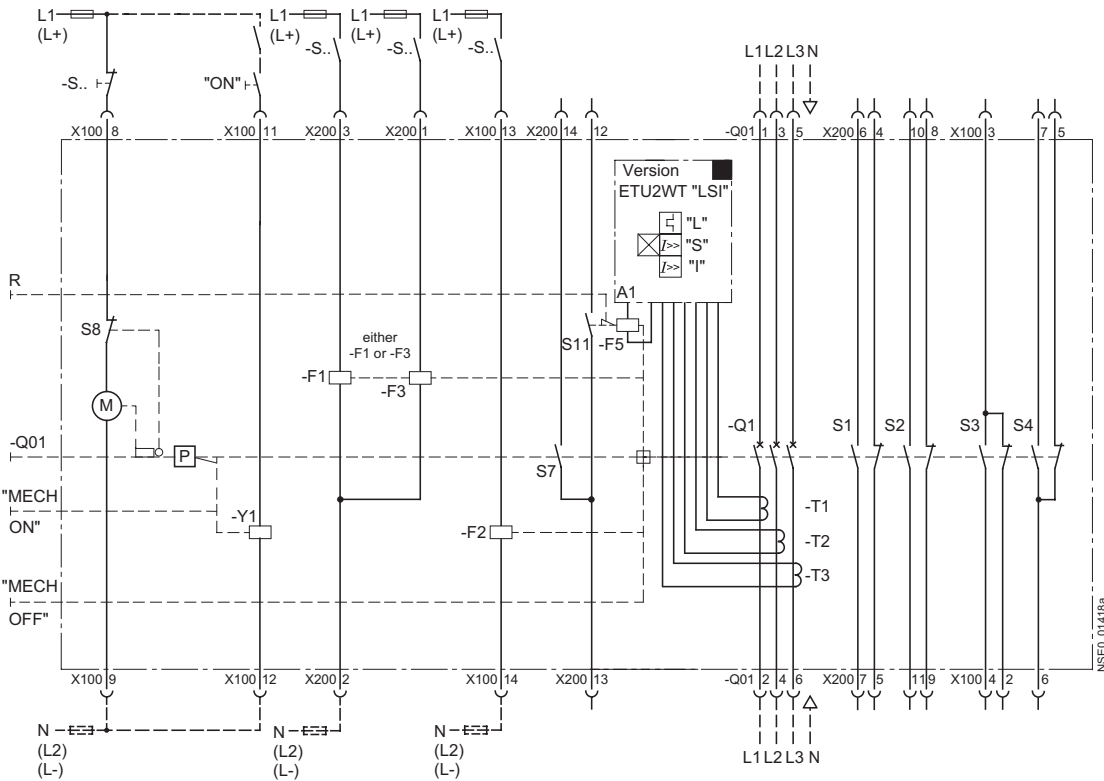 L1 L1 L1 L1
(L+) (L+) (L+) (L+)
-S.. -S.. -S..
L1 L2 L3 N
-S.. "ON"
X100 8 X100 11 X200 3 X200 1 X100 13 X200 14 12 -Q01 1 3 5 X200 6 4 10 8 X100 3 7 5
Version
ETU2WT "LSI"
"L"
I>> "S"
I>> "I"
R
A1
S8
S11 -F5
either
-F1 or -F3
-F1 -F3
M
-Q01
P
S7
-Q1 S1 S2 S3 S4
"MECH
ON"
-Y1
-F2
-T1
-T2
-T3
"MECH
OFF"
NSE0_01418a
X100 9 X100 12 X200 2 X100 14 X200 13 -Q01 2 4 6 X200 7 5 11 9 X100 4 2 6
N N N
(L2) (L2) (L2)
(L-) (L-) (L-)
L1 L2 L3 N